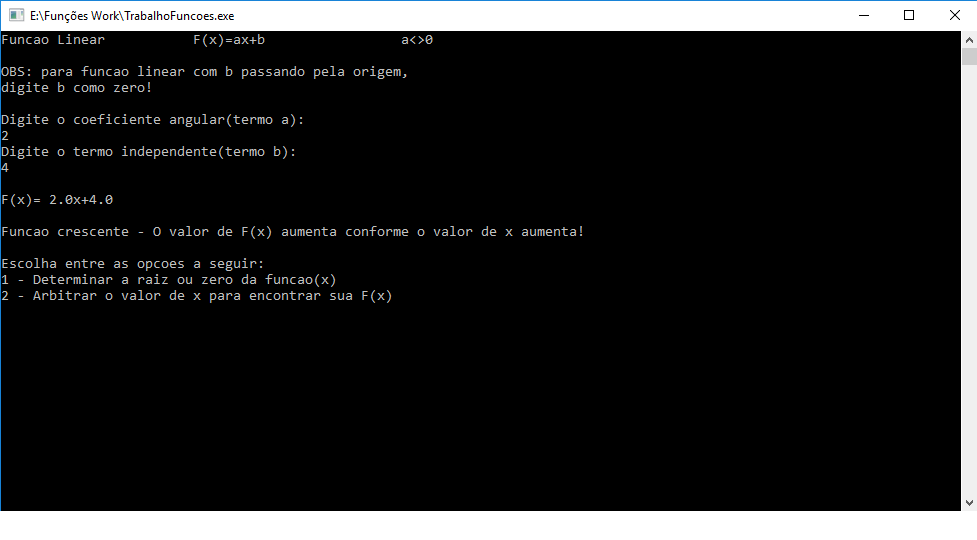 E:\Funções Work\TrabalhoFuncoes.exe
Funcao Linear F(x)=ax+b a<>0
OBS: para funcao linear com b passando pela origem,
digite b como zero!
Digite o coeficiente angular(termo a):
2
Digite o termo independente(termo b):
4
F(x)= 2.0x+4.0
Funcao crescente - O valor de F(x) aumenta conforme o valor de x aumenta!
Escolha entre as opcoes a seguir:
1 - Determinar a raiz ou zero da funcao(x)
2 - Arbitrar o valor de x para encontrar sua F(x)